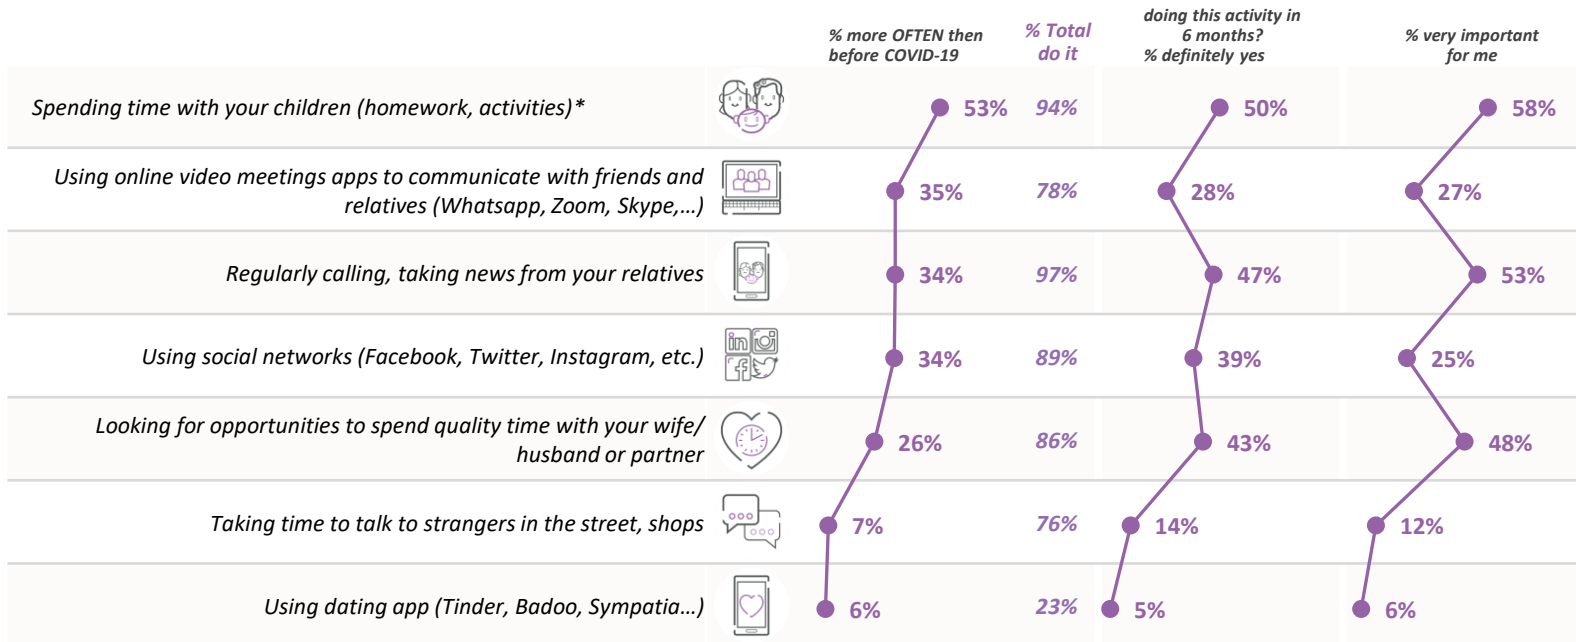 % more OFTEN then
before COVID-19
% Total
do it
doing this activity in
6 months?
% definitely yes
% very important
for me
Spending time with your children (homework, activities)*
53%
94%
50%
58%
Using online video meetings apps to communicate with friends and
relatives (Whatsapp, Zoom, Skype,...)
35%
78%
28%
27%
Regularly calling, taking news from your relatives
34%
97%
47%
53%
Using social networks (Facebook, Twitter, Instagram, etc.)
in
f
34%
89%
39%
25%
Looking for opportunities to spend quality time with your wife/
husband or partner
26%
86%
43%
48%
Taking time to talk to strangers in the street, shops
7%
76%
14%
12%
Using dating app (Tinder, Badoo, Sympatia...)
6%
23%
5%
6%